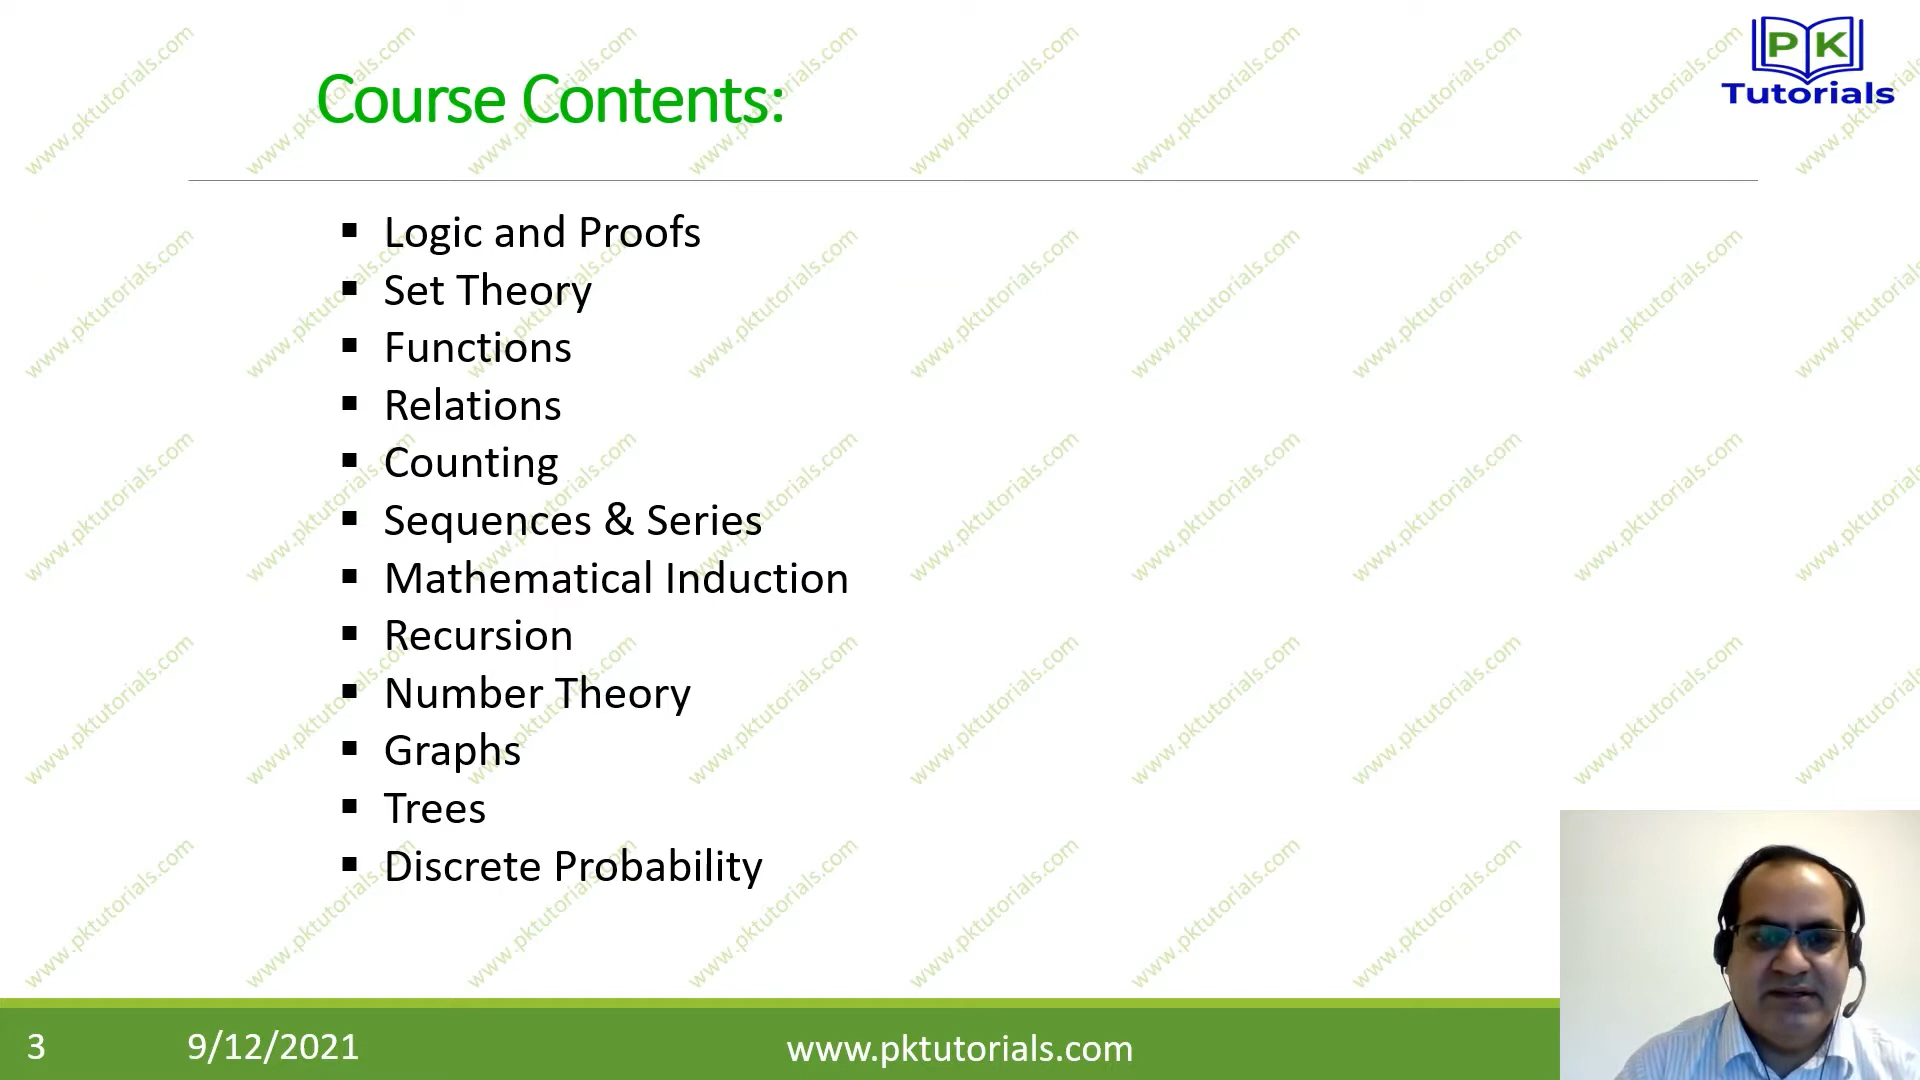 PK
Tutorials
Course Contents:
▪ Logic and Proofs
▪ Set Theory
▪ Functions
▪ Relations
▪ Counting
▪ Sequences & Series
▪ Mathematical Induction
▪ Recursion
▪ Number Theory
▪ Graphs
▪ Trees
▪ Discrete Probability
3 9/12/2021 www.pktutorials.com